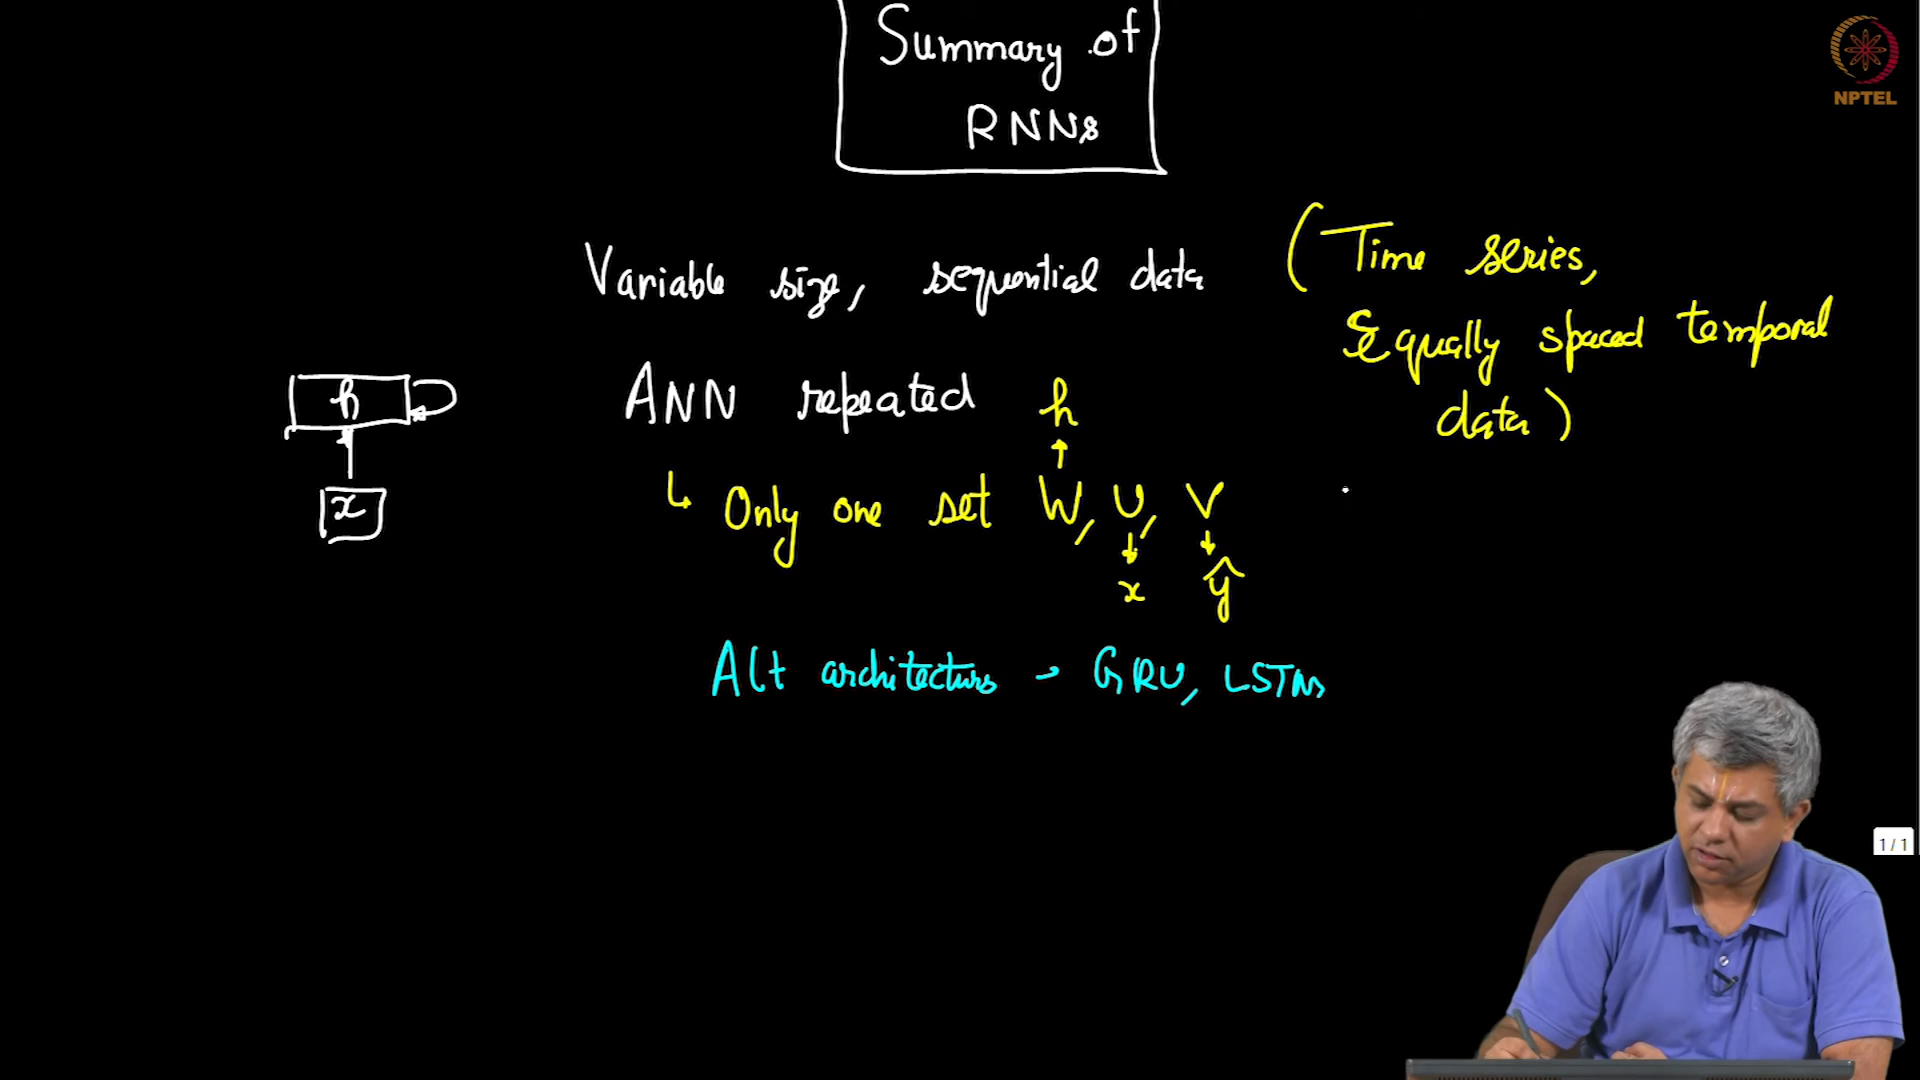 Summary of
RNNs
NPTEL
Variable size, sequential data
(Time series,
Equally spaced temporal
data)
h
ANN repeated
h
↑
↳ Only one set W, U, V
↓ ↓
x
x ŷ
Alt architectures → GRU, LSTMs
1/1